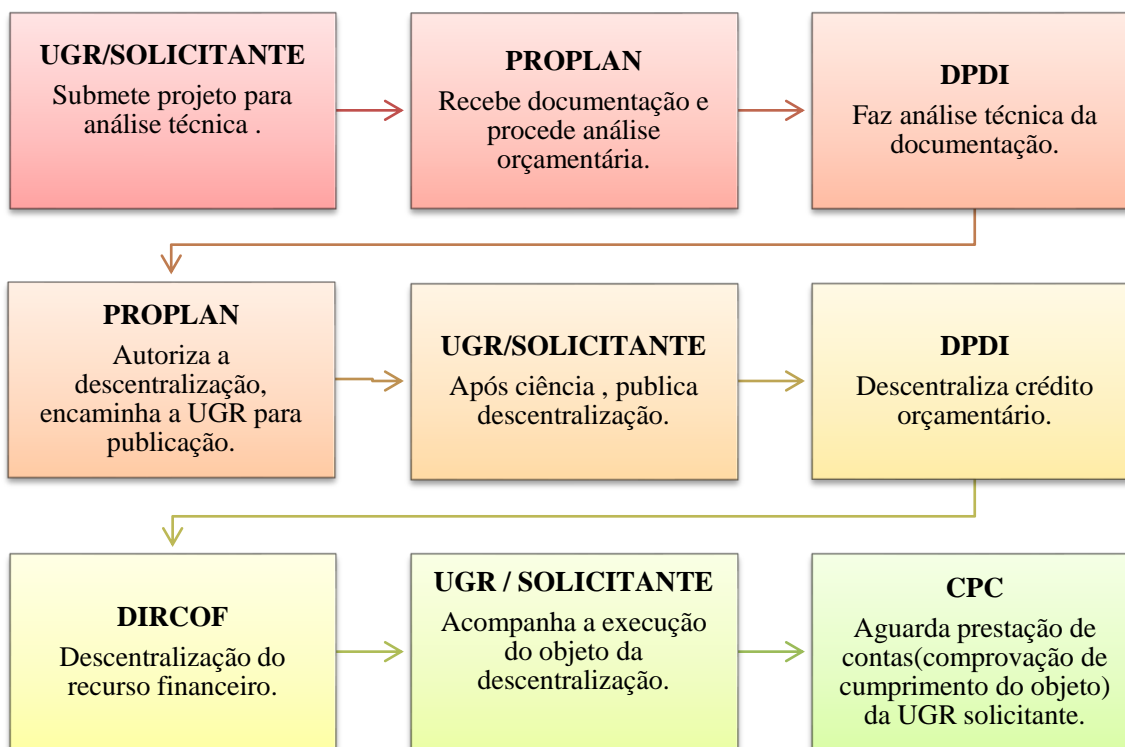 UGR/SOLICITANTE
Submete projeto para
análise técnica .
PROPLAN
Recebe documentação e
procede análise
orçamentária.
DPDI
Faz análise técnica da
documentação.
PROPLAN
Autoriza a
descentralização,
encaminha a UGR para
publicação.
UGR/SOLICITANTE
Após ciência , publica
descentralização.
DPDI
Descentraliza crédito
orçamentário.
DIRCOF
Descentralização do
recurso financeiro.
UGR / SOLICITANTE
Acompanha a execução
do objeto da
descentralização.
CPC
Aguarda prestação de
contas(comprovação de
cumprimento do objeto)
da UGR solicitante.